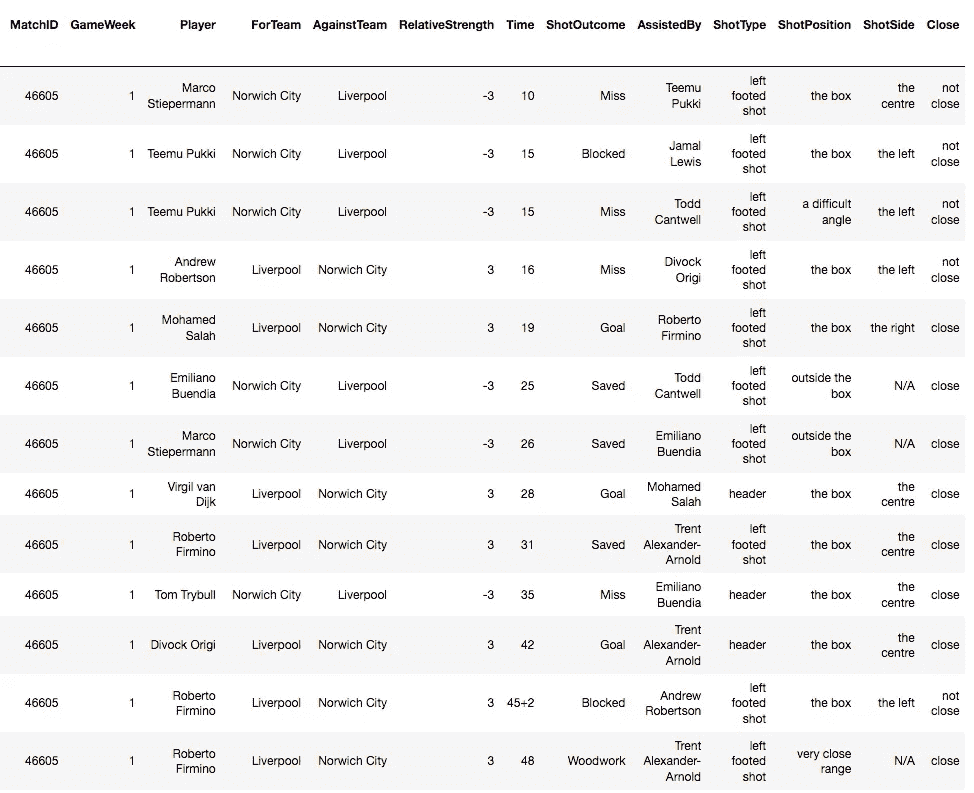 MatchID GameWeek Player ForTeam AgainstTeam RelativeStrength Time ShotOutcome AssistedBy ShotType ShotPosition ShotSide Close
46605 1 Marco Stiepermann Norwich City Liverpool -3 10 Miss Teemu Pukki left footed shot the box the centre not close
46605 1 Teemu Pukki Norwich City Liverpool -3 15 Blocked Jamal Lewis left footed shot the box the left not close
46605 1 Teemu Pukki Norwich City Liverpool -3 15 Miss Todd Cantwell left footed shot a difficult angle the left not close
46605 1 Andrew Robertson Liverpool Norwich City 3 16 Miss Divock Origi left footed shot the box the left not close
46605 1 Mohamed Salah Liverpool Norwich City 3 19 Goal Roberto Firmino left footed shot the box the right close
46605 1 Emiliano Buendia Norwich City Liverpool -3 25 Saved Todd Cantwell left footed shot outside the box N/A close
46605 1 Marco Stiepermann Norwich City Liverpool -3 26 Saved Emiliano Buendia left footed shot outside the box N/A close
46605 1 Virgil van Dijk Liverpool Norwich City 3 28 Goal Mohamed Salah header the box the centre close
46605 1 Roberto Firmino Liverpool Norwich City 3 31 Saved Trent Alexander-Arnold left footed shot the box the centre close
46605 1 Tom Trybull Norwich City Liverpool -3 35 Miss Emiliano Buendia header the box the centre close
46605 1 Divock Origi Liverpool Norwich City 3 42 Goal Trent Alexander-Arnold header the box the centre close
46605 1 Roberto Firmino Liverpool Norwich City 3 45+2 Blocked Andrew Robertson left footed shot the box the left not close
46605 1 Roberto Firmino Liverpool Norwich City 3 48 Woodwork Trent Alexander-Arnold left footed shot very close range N/A close